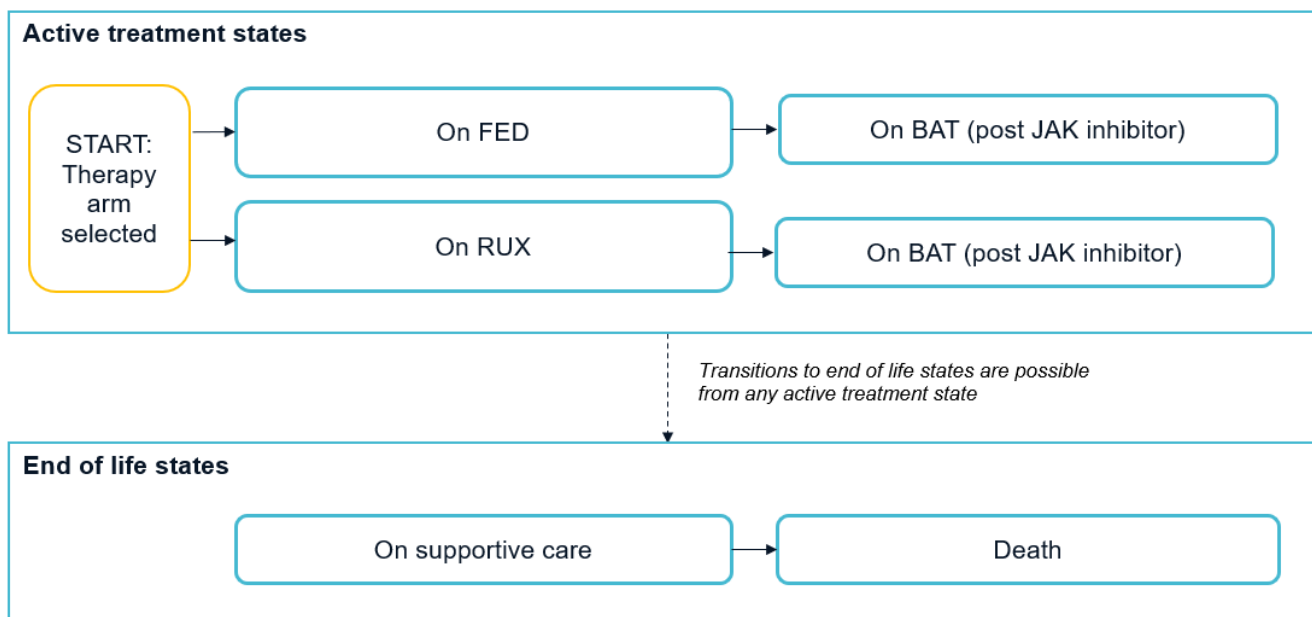 Active treatment states
START:
Therapy
arm
selected
On FED
On BAT (post JAK inhibitor)
On RUX
On BAT (post JAK inhibitor)
Transitions to end of life states are possible
from any active treatment state
End of life states
On supportive care
Death